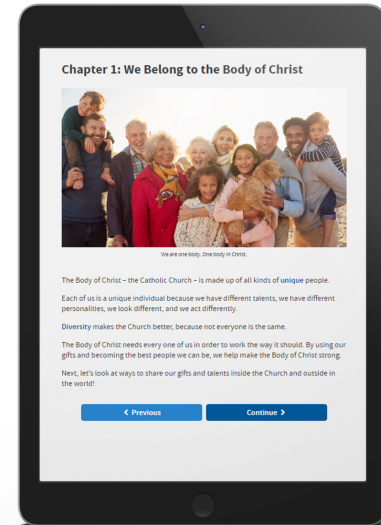 Chapter 1: We Belong to the Body of Christ
We are one body. One body in Christ.
The Body of Christ – the Catholic Church – is made up of all kinds of unique people.
Each of us is a unique individual because we have different talents, we have different
personalities, we look different, and we act differently.
Diversity makes the Church better, because not everyone is the same.
The Body of Christ needs every one of us in order to work the way it should. By using our
gifts and becoming the best people we can be, we help make the Body of Christ strong.
Next, let's look at ways to share our gifts and talents inside the Church and outside in
the world!
Previous
Continue